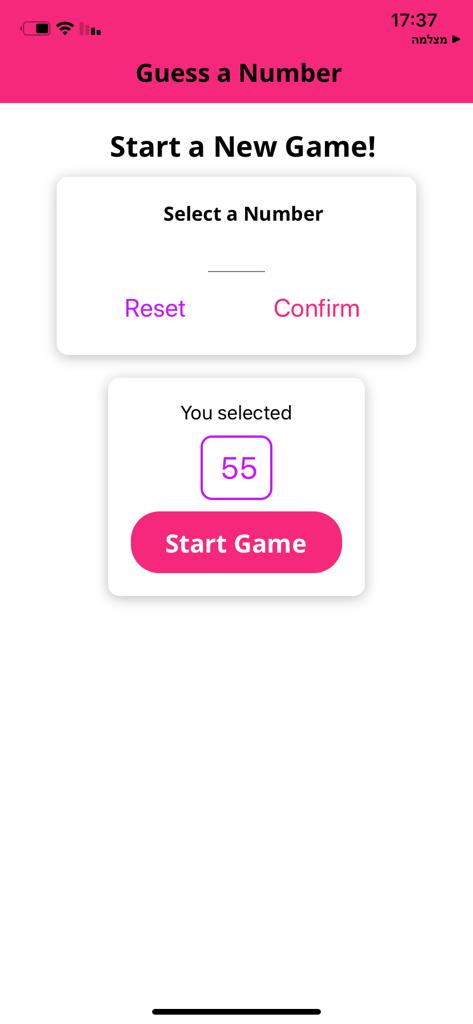 17:37
מצלמה
Guess a Number
Start a New Game!
Select a Number
Reset Confirm
You selected
55
Start Game